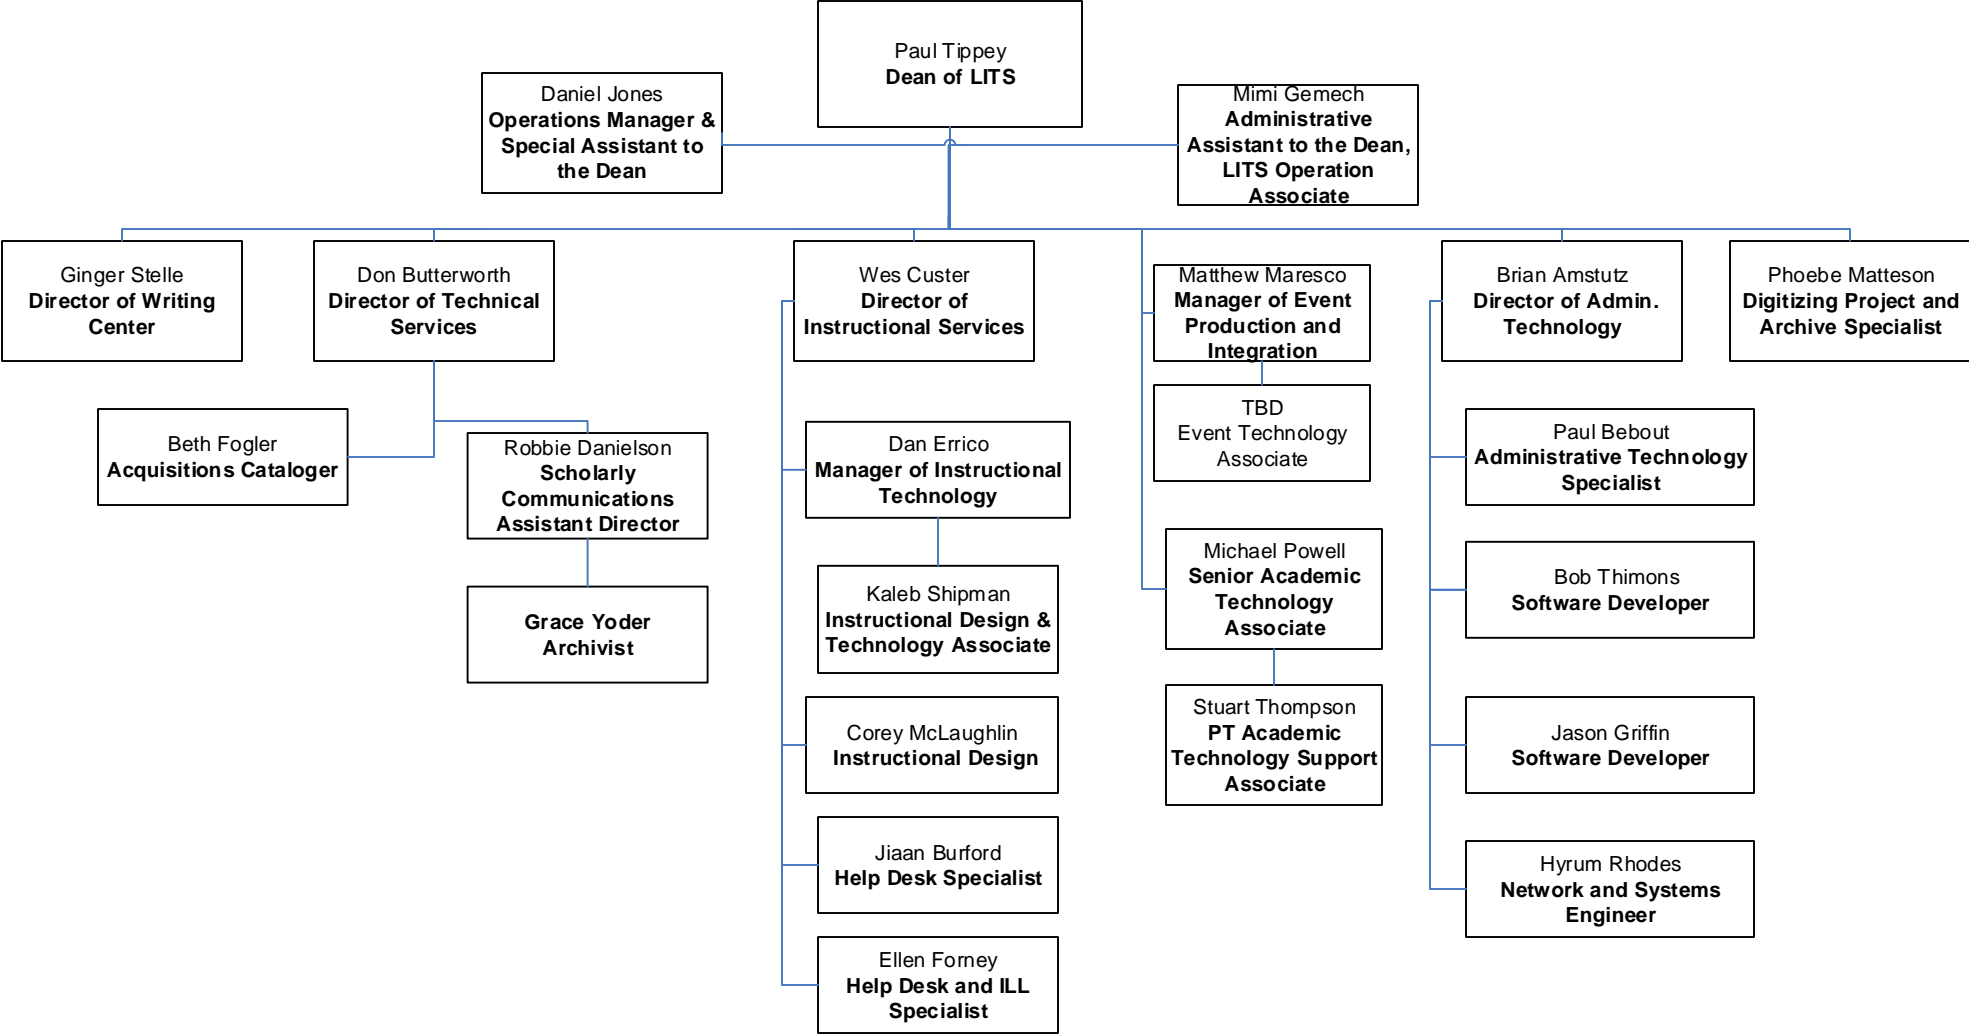 Paul Tippey
Dean of LITS
Daniel Jones
Operations Manager &
Special Assistant to
the Dean
Mimi Gemech
Administrative
Assistant to the Dean,
LITS Operation
Associate
Ginger Stelle
Director of Writing
Center
Don Butterworth
Director of Technical
Services
Wes Custer
Director of
Instructional Services
Matthew Maresco
Manager of Event
Production and
Integration
Brian Amstutz
Director of Admin.
Technology
Phoebe Matteson
Digitizing Project and
Archive Specialist
Beth Fogler
Acquisitions Cataloger
Robbie Danielson
Scholarly
Communications
Assistant Director
Grace Yoder
Archivist
Dan Errico
Manager of Instructional
Technology
Kaleb Shipman
Instructional Design &
Technology Associate
Corey McLaughlin
Instructional Design
Jiaan Burford
Help Desk Specialist
Ellen Forney
Help Desk and ILL
Specialist
TBD
Event Technology
Associate
Michael Powell
Senior Academic
Technology
Associate
Stuart Thompson
PT Academic
Technology Support
Associate
Paul Bebout
Administrative Technology
Specialist
Bob Thimons
Software Developer
Jason Griffin
Software Developer
Hyrum Rhodes
Network and Systems
Engineer